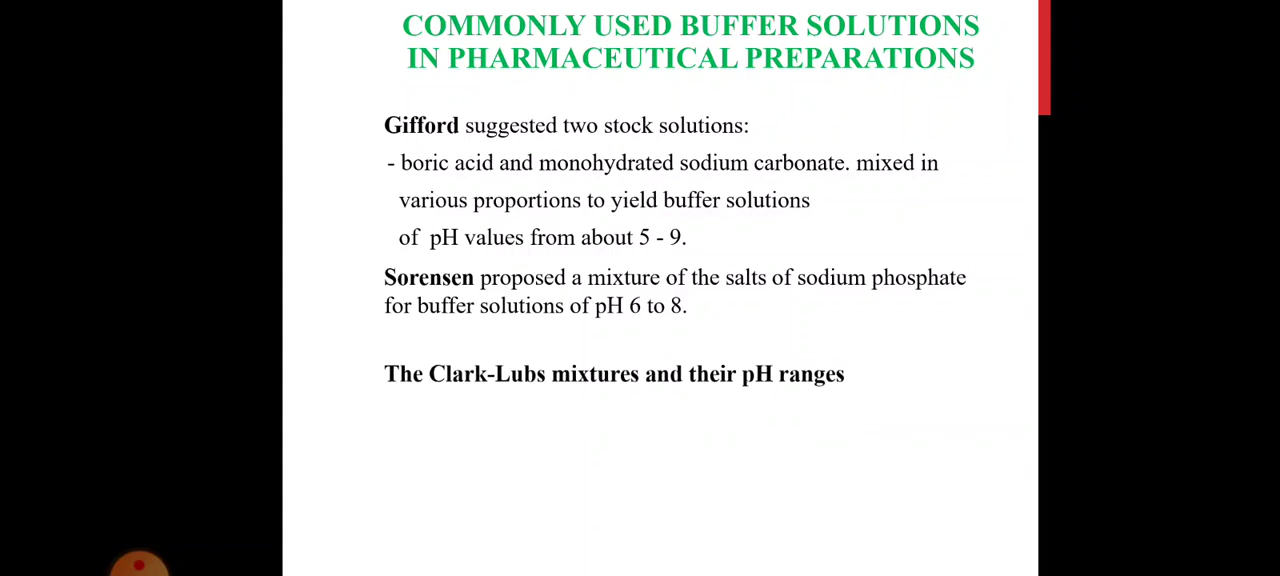 COMMONLY USED BUFFER SOLUTIONS
IN PHARMACEUTICAL PREPARATIONS
Gifford suggested two stock solutions:
- boric acid and monohydrated sodium carbonate. mixed in
various proportions to yield buffer solutions
of pH values from about 5 - 9.
Sorensen proposed a mixture of the salts of sodium phosphate
for buffer solutions of pH 6 to 8.
The Clark-Lubs mixtures and their pH ranges